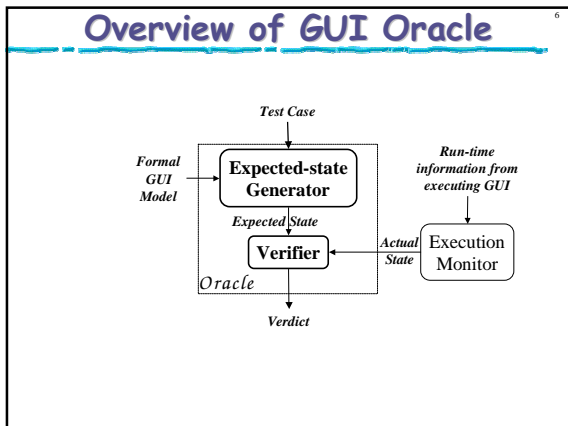 Overview of GUI Oracle
6
Test Case
Formal
GUI
Model
Expected-state
Generator
Run-time
information from
executing GUI
Expected State
Verifier
Actual
State
Execution
Monitor
Oracle
Verdict